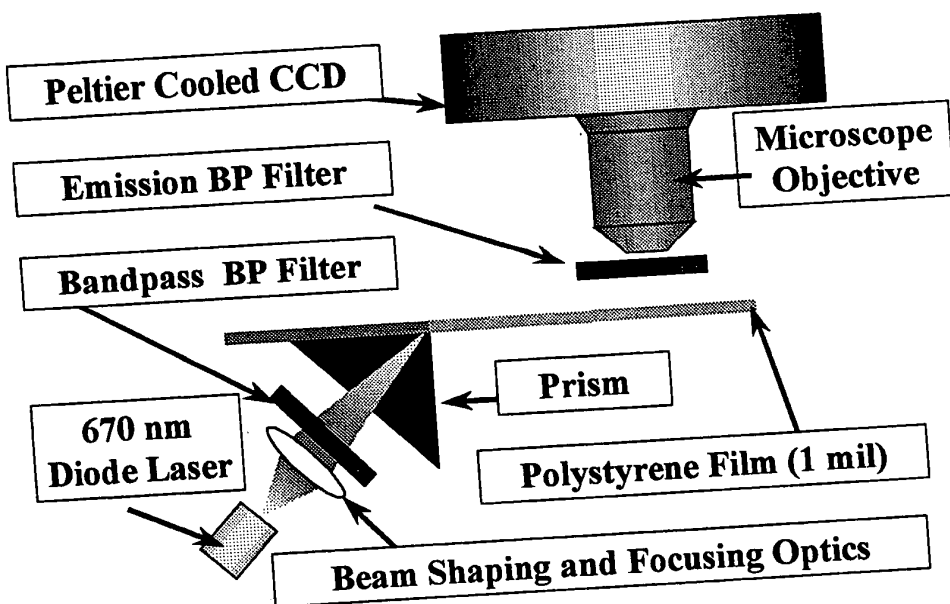 Peltier Cooled CCD
Microscope
Objective
Emission BP Filter
Bandpass BP Filter
Prism
670 nm
Diode Laser
Polystyrene Film (1 mil)
Beam Shaping and Focusing Optics